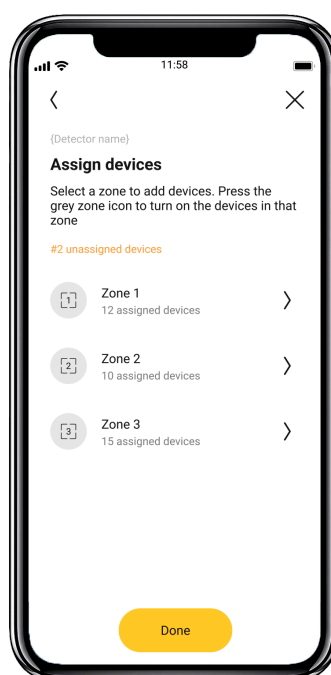 11:58
{Detector name}
Assign devices
Select a zone to add devices. Press the
grey zone icon to turn on the devices in that
zone
#2 unassigned devices
1
Zone 1
12 assigned devices
2
Zone 2
10 assigned devices
3
Zone 3
15 assigned devices
Done